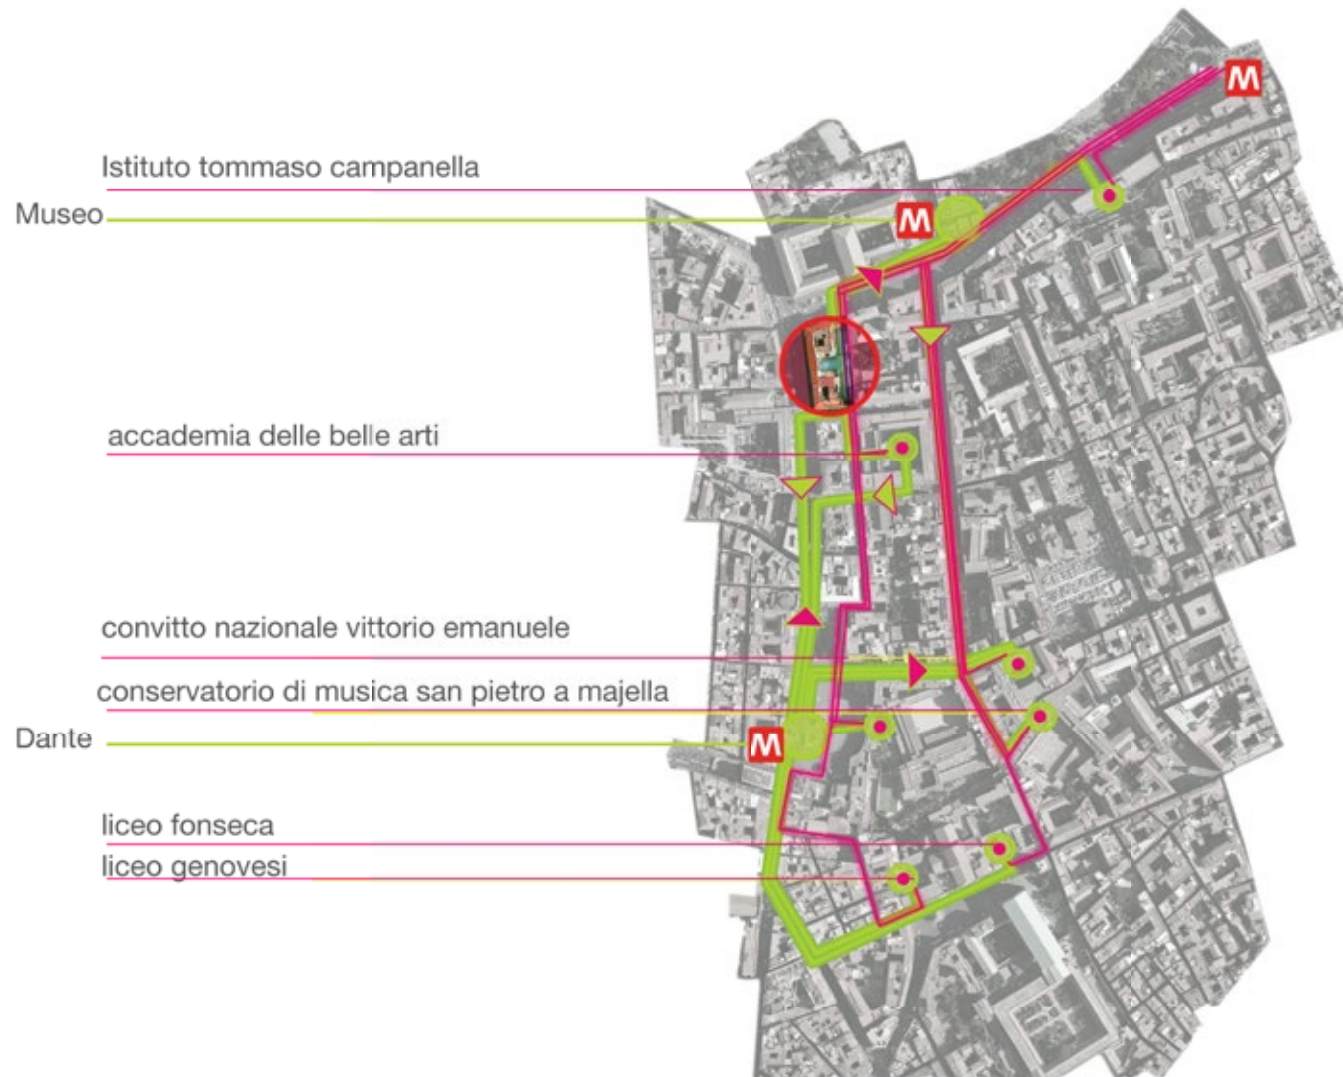 M
Istituto tommaso campanella
Museo
M
accademia delle belle arti
convitto nazionale vittorio emanuele
conservatorio di musica san pietro a majella
Dante
M
liceo fonseca
liceo genovesi